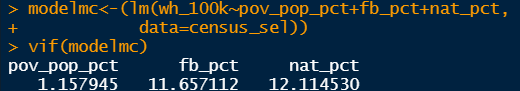 > modelmc<-(lm(wh_100k~pov_pop_pct+fb_pct+nat_pct,
+             data=census_sel))
> vif(modelmc)
pov_pop_pct      fb_pct     nat_pct
   1.157945   11.657112   12.114530